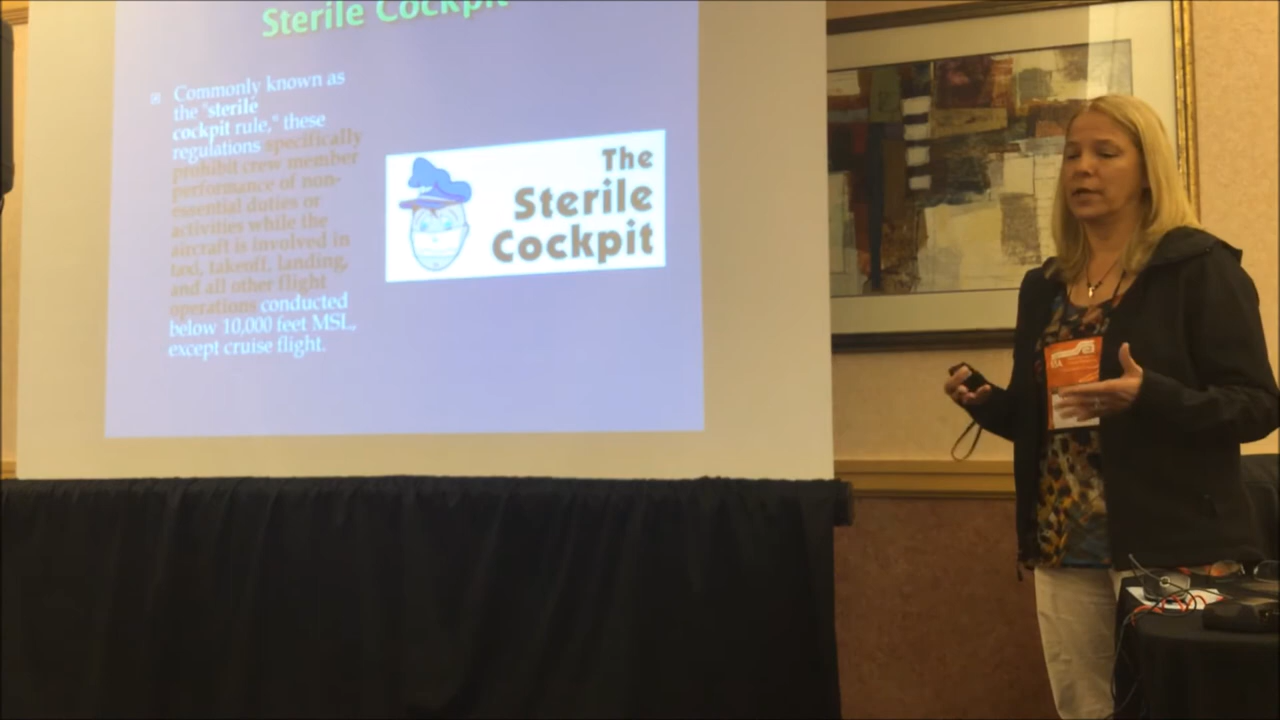 Sterile Cockpit
Commonly known as
the "sterile
cockpit rule," these
regulations specifically
prohibit crew member
performance of non-
essential duties or
activities while the
aircraft is involved in
taxi, takeoff, landing,
and all other flight
operations conducted
below 10,000 feet MSL,
except cruise flight.
The
Sterile
Cockpit